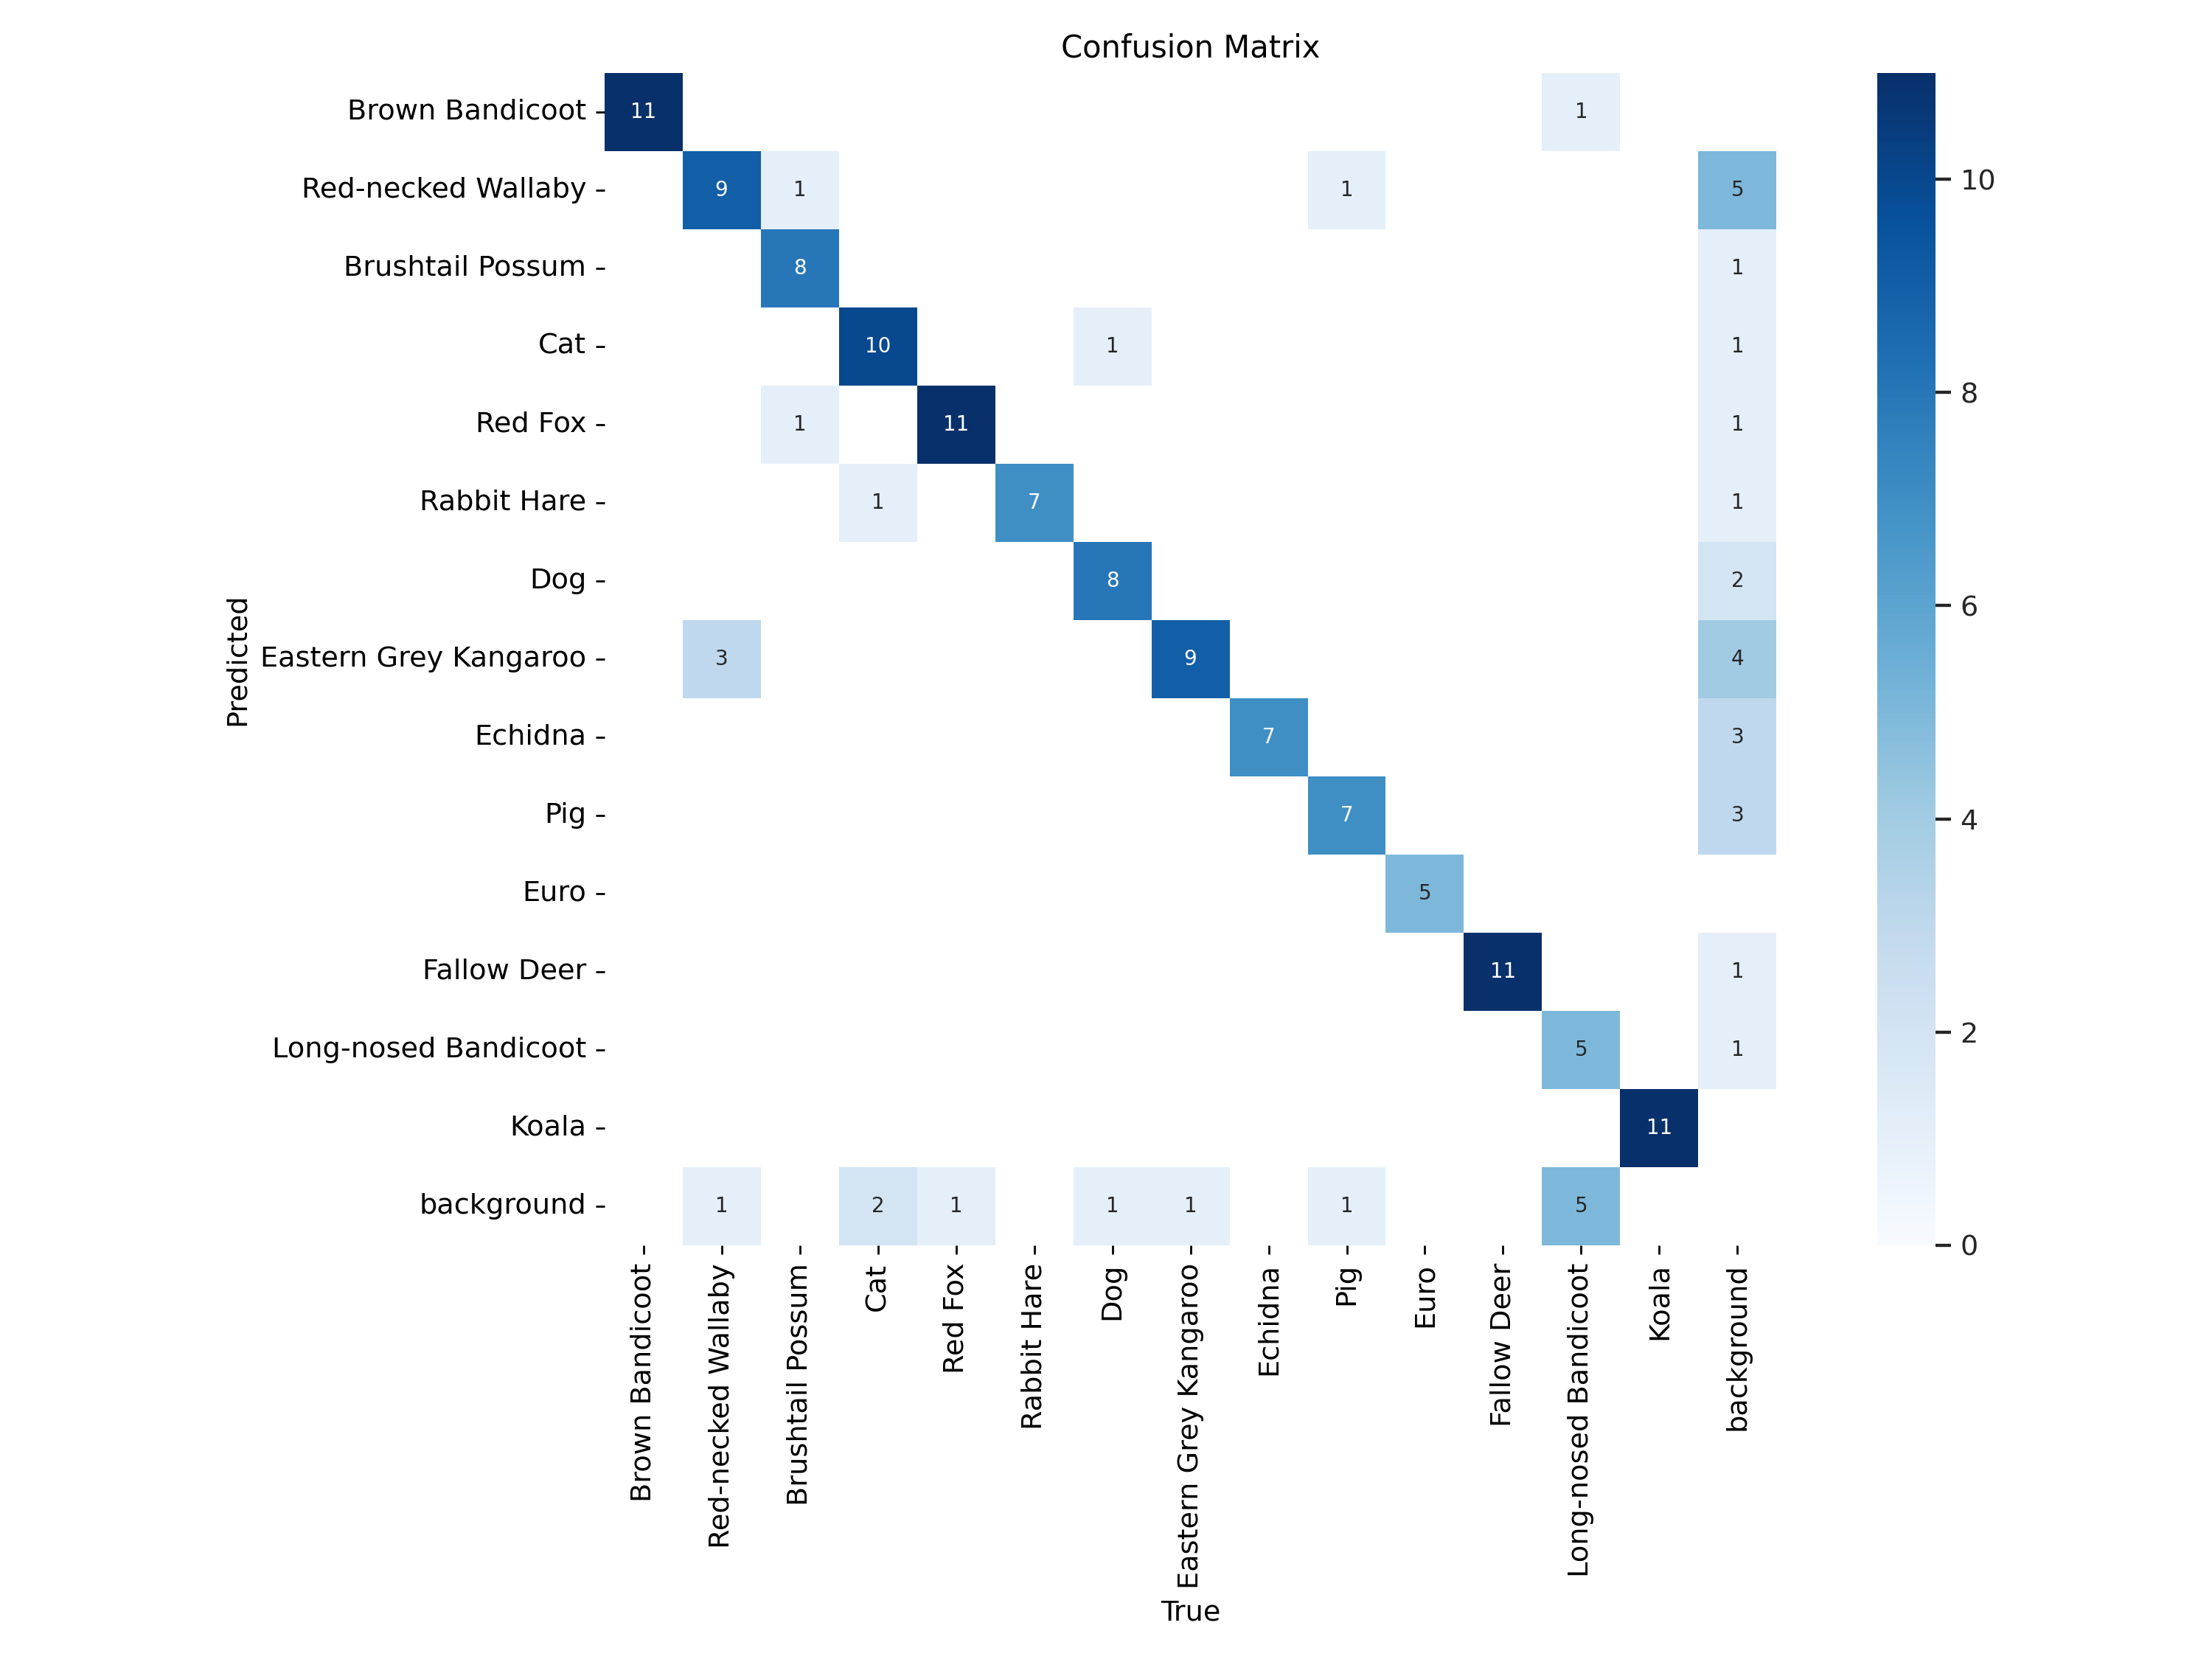 Confusion Matrix
Predicted
Brown Bandicoot 11 1
Red-necked Wallaby 9 1 1 5
Brushtail Possum 8 1
Cat 10 1 1
Red Fox 1 11 1
Rabbit Hare 1 7 1
Dog 8 2
Eastern Grey Kangaroo 3 9 4
Echidna 7 3
Pig 7 3
Euro 5
Fallow Deer 11 1
Long-nosed Bandicoot 5 1
Koala 11
background 1 2 1 1 1 1 5
Brown Bandicoot
Red-necked Wallaby
Brushtail Possum
Cat
Red Fox
Rabbit Hare
Dog
Eastern Grey Kangaroo
Echidna
Pig
Euro
Fallow Deer
Long-nosed Bandicoot
Koala
background
True
10
8
6
4
2
0